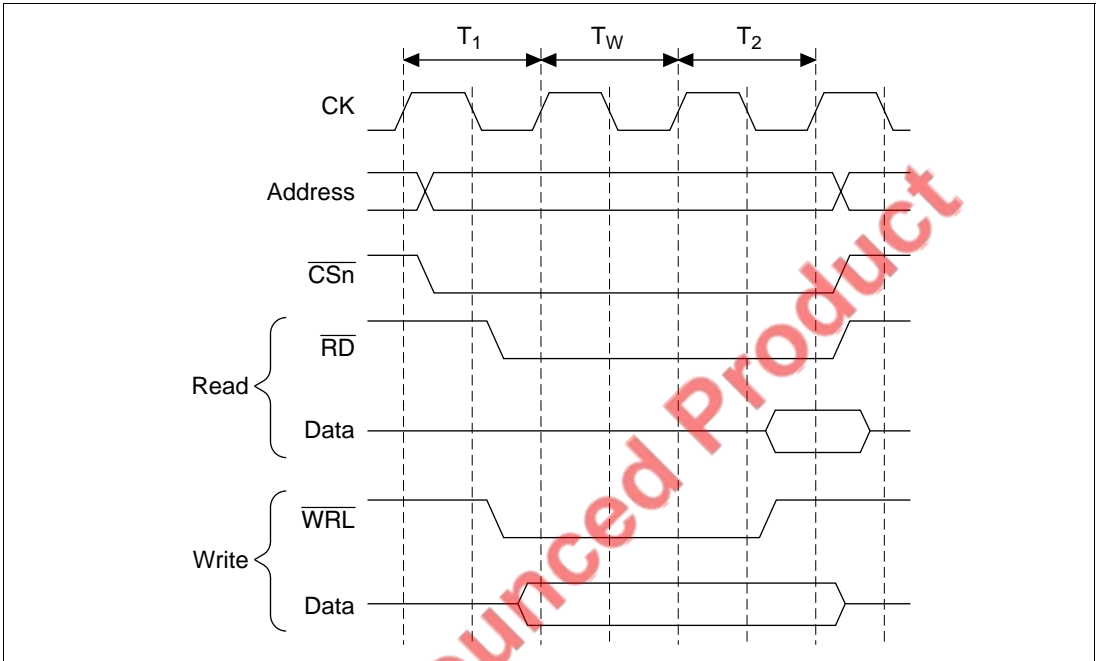 T1 TW T2
CK
Address
CSn
RD
Read
Data
WRL
Write
Data
ounced Product